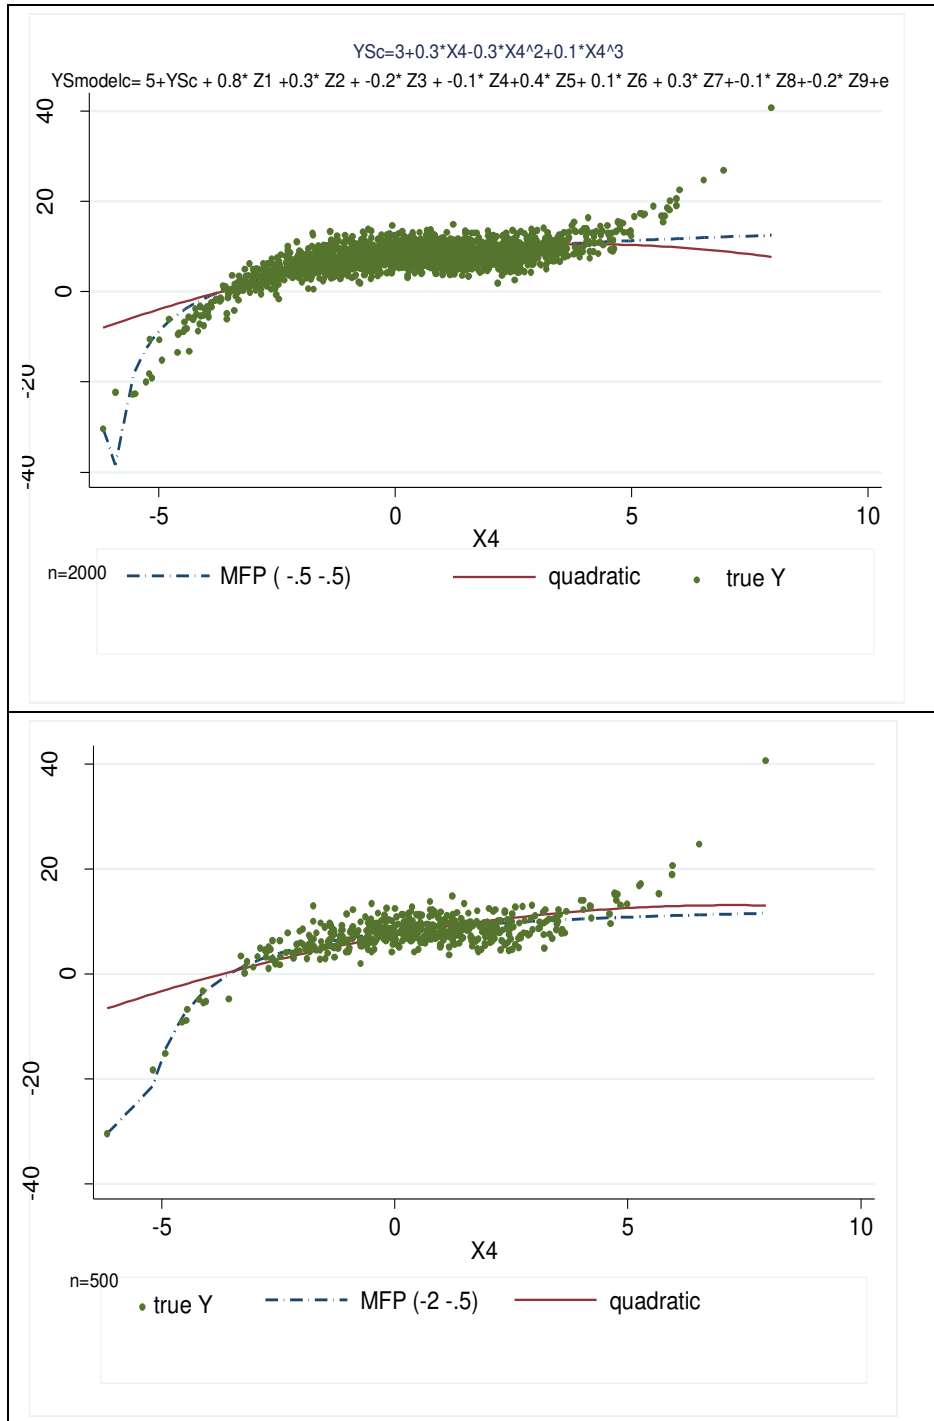 YSc=3+0.3*X4-0.3*X4^2+0.1*X4^3
YSmodelc= 5+YSc + 0.8* Z1 +0.3* Z2 + -0.2* Z3 + -0.1* Z4+0.4* Z5+ 0.1* Z6 + 0.3* Z7+-0.1* Z8+-0.2* Z9+e
40
20
0
-20
-40
-5 0 5 10
X4
n=2000 MFP ( -.5 -.5) quadratic true Y
40
20
0
-20
-40
-5 0 5 10
X4
n=500
true Y MFP (-2 -.5) quadratic